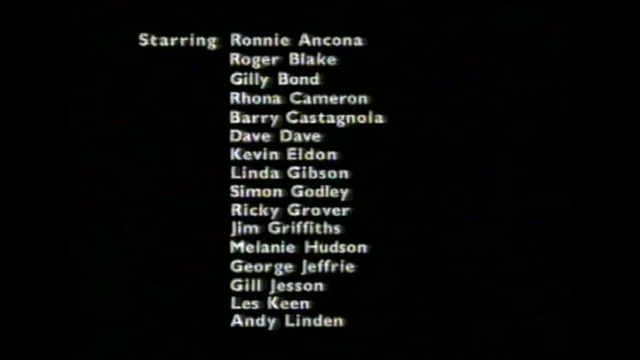 Starring Ronnie Ancona
Roger Blake
Gilly Bond
Rhona Cameron
Barry Castagnola
Dave Dave
Kevin Eldon
Linda Gibson
Simon Godley
Ricky Grover
Jim Griffiths
Melanie Hudson
George Jeffrie
Gill Jesson
Les Keen
Andy Linden